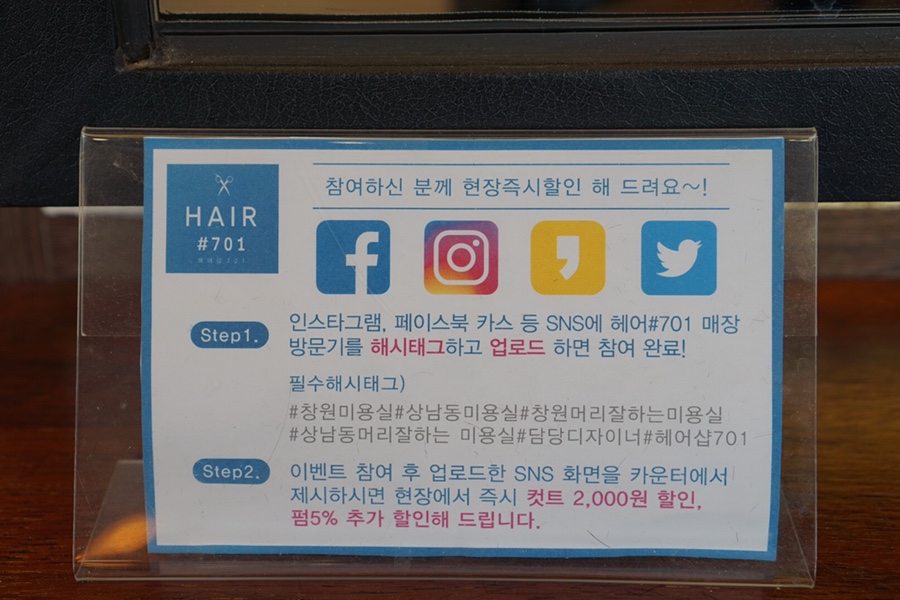 HAIR
#701
참여하신 분께 현장즉시할인 해 드려요~!
Step1.
인스타그램, 페이스북 카스 등 SNS에 헤어#701 매장
방문기를 해시태그하고 업로드 하면 참여 완료!
필수해시태그)
#창원미용실#상남동미용실#창원머리잘하는미용실
#상남동머리잘하는 미용실#담당디자이너#헤어샵701
Step2.
이벤트 참여 후 업로드한 SNS 화면을 카운터에서
제시하시면 현장에서 즉시 컷트 2,000원 할인,
펌5% 추가 할인해 드립니다.